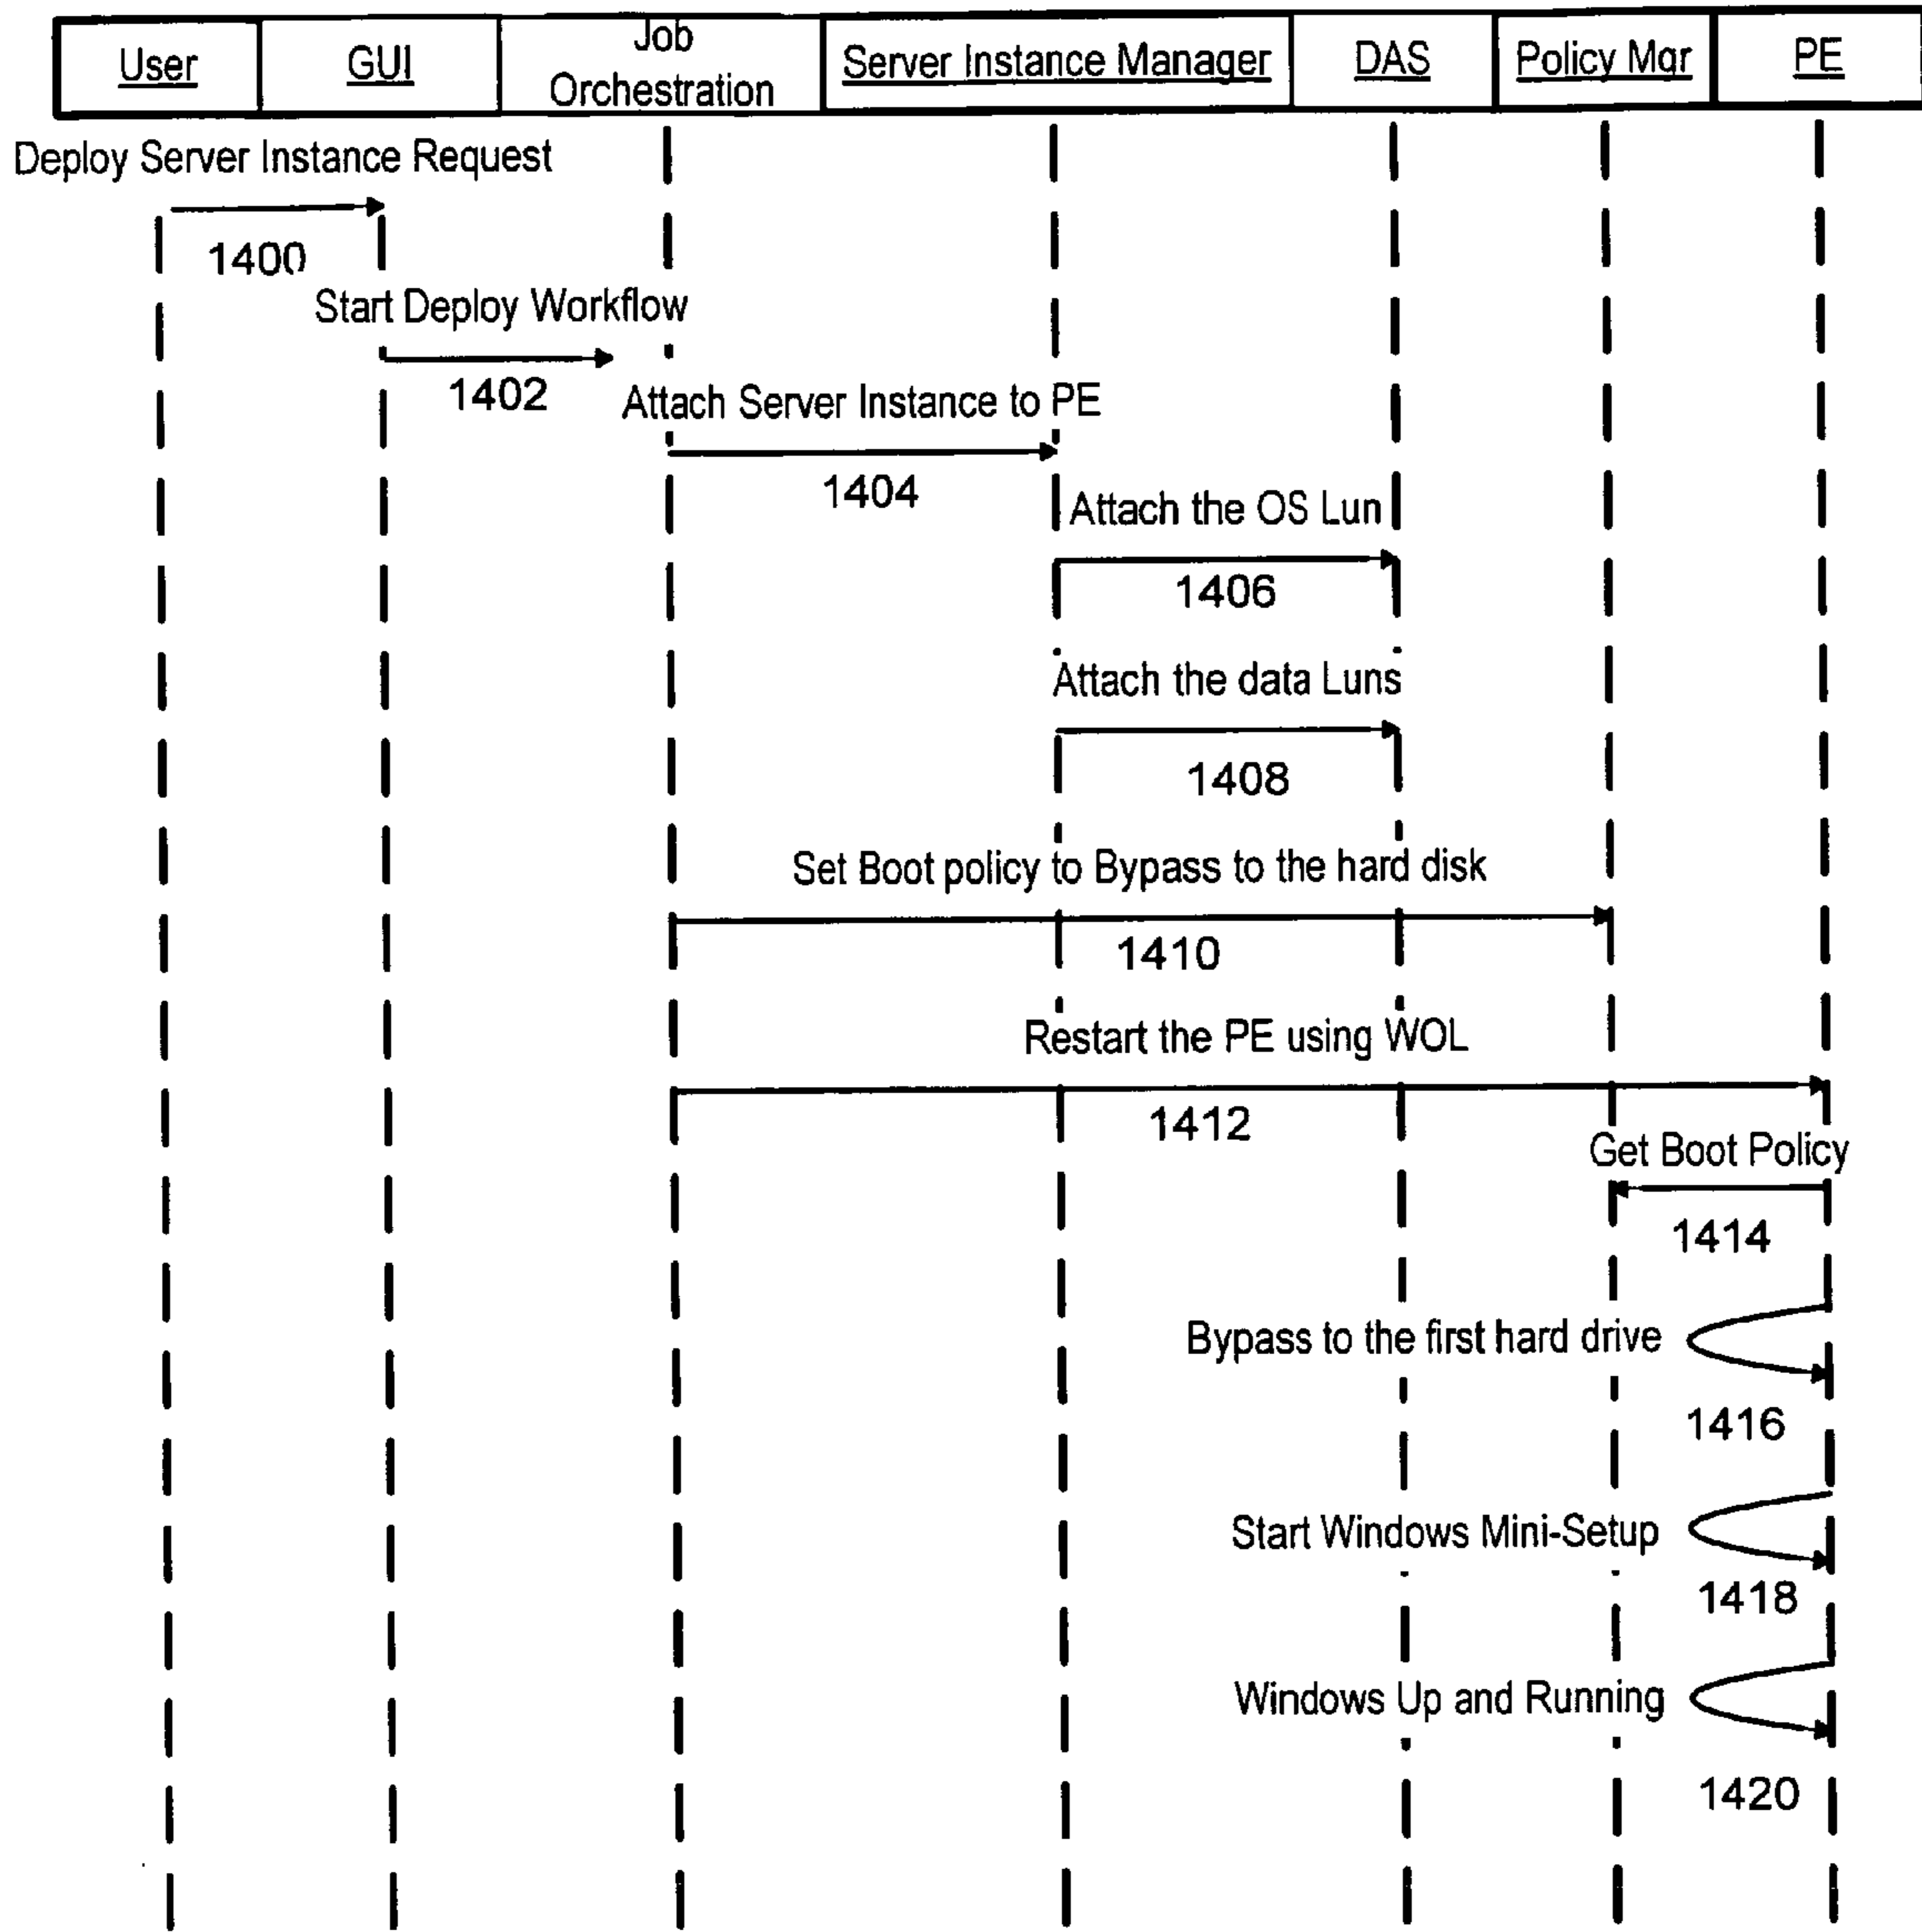 User GUI Job Orchestration Server Instance Manager DAS Policy Mgr PE
Deploy Server Instance Request
1400
Start Deploy Workflow
1402
Attach Server Instance to PE
1404
Attach the OS Lun
1406
Attach the data Luns
1408
Set Boot policy to Bypass to the hard disk
1410
Restart the PE using WOL
1412
Get Boot Policy
1414
Bypass to the first hard drive
1416
Start Windows Mini-Setup
1418
Windows Up and Running
1420